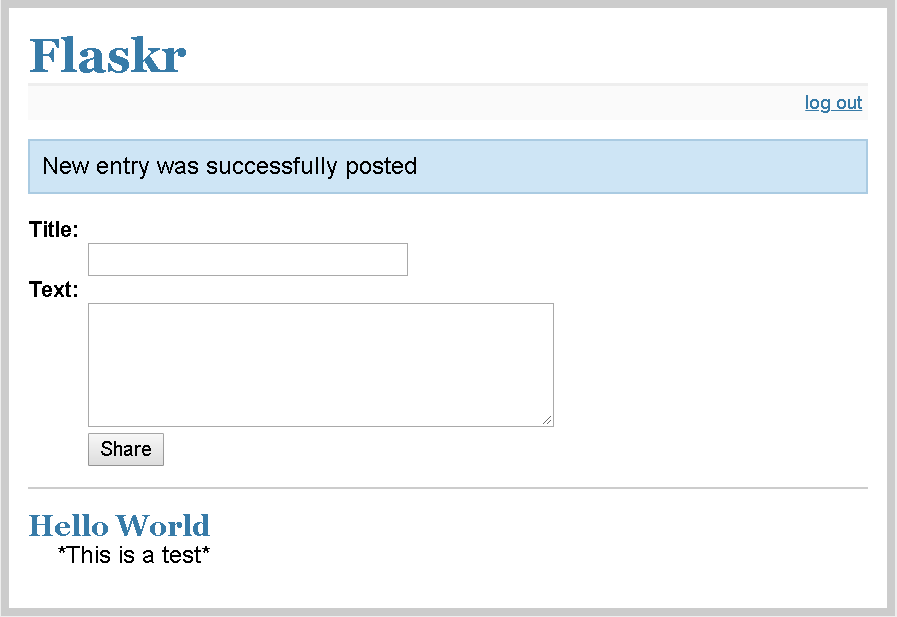 Flaskr
log out
New entry was successfully posted
Title:
Text:
Share
Hello World
*This is a test*